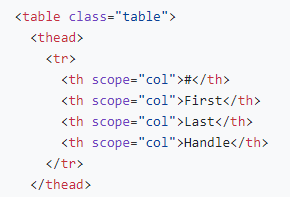 <table class="table">
  <thead>
    <tr>
      <th scope="col">#</th>
      <th scope="col">First</th>
      <th scope="col">Last</th>
      <th scope="col">Handle</th>
    </tr>
  </thead>